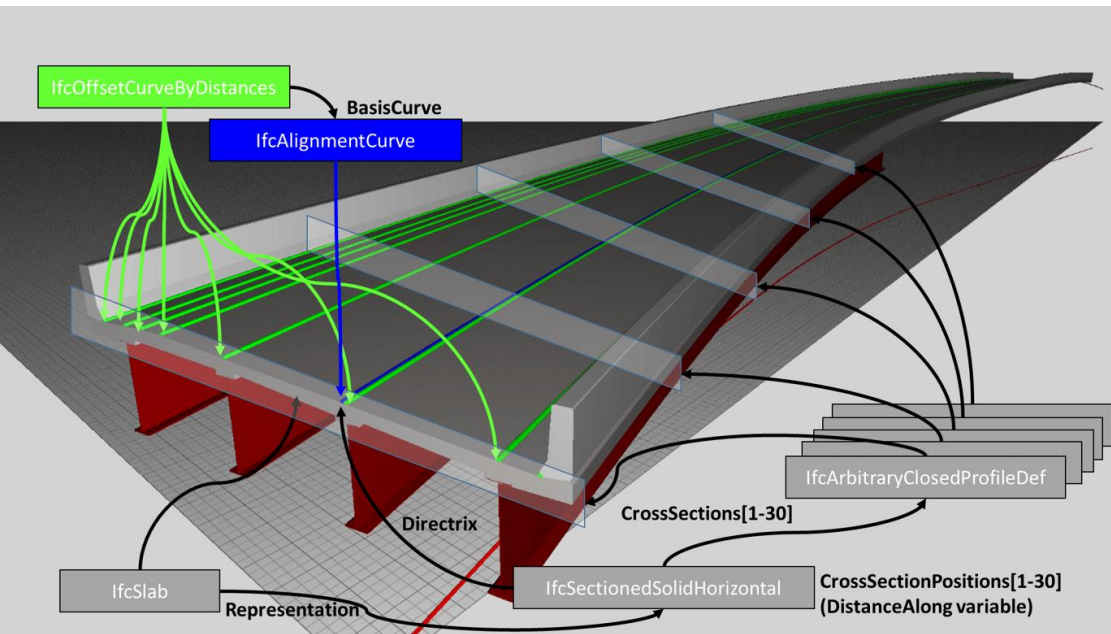 IfcOffsetCurveByDistances
BasisCurve
IfcAlignmentCurve
IfcArbitraryClosedProfileDef
CrossSections[1-30]
Directrix
IfcSlab
IfcSectionedSolidHorizontal
CrossSectionPositions[1-30]
(DistanceAlong variable)
Representation